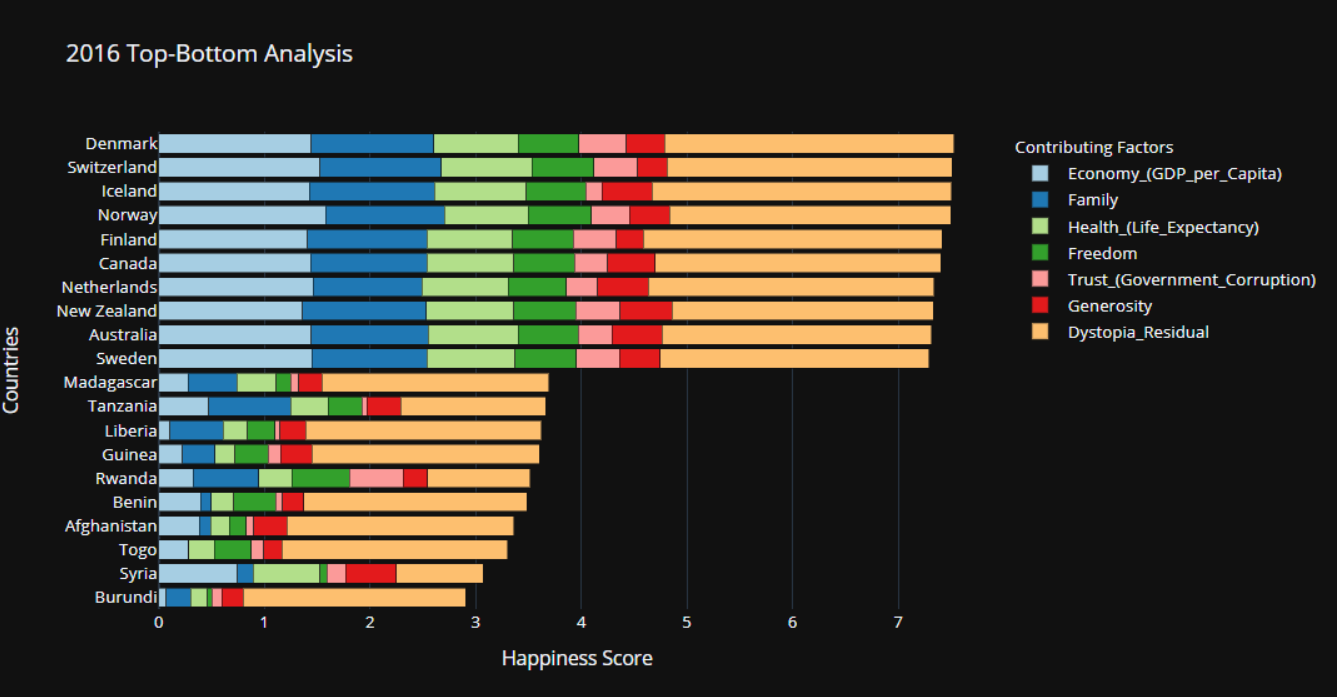 2016 Top-Bottom Analysis
Denmark
Switzerland
Iceland
Norway
Finland
Canada
Netherlands
New Zealand
Australia
Sweden
Madagascar
Tanzania
Liberia
Guinea
Rwanda
Benin
Afghanistan
Togo
Syria
Burundi
Countries
0 1 2 3 4 5 6 7
Happiness Score
Contributing Factors
Economy_(GDP_per_Capita)
Family
Health_(Life_Expectancy)
Freedom
Trust_(Government_Corruption)
Generosity
Dystopia_Residual